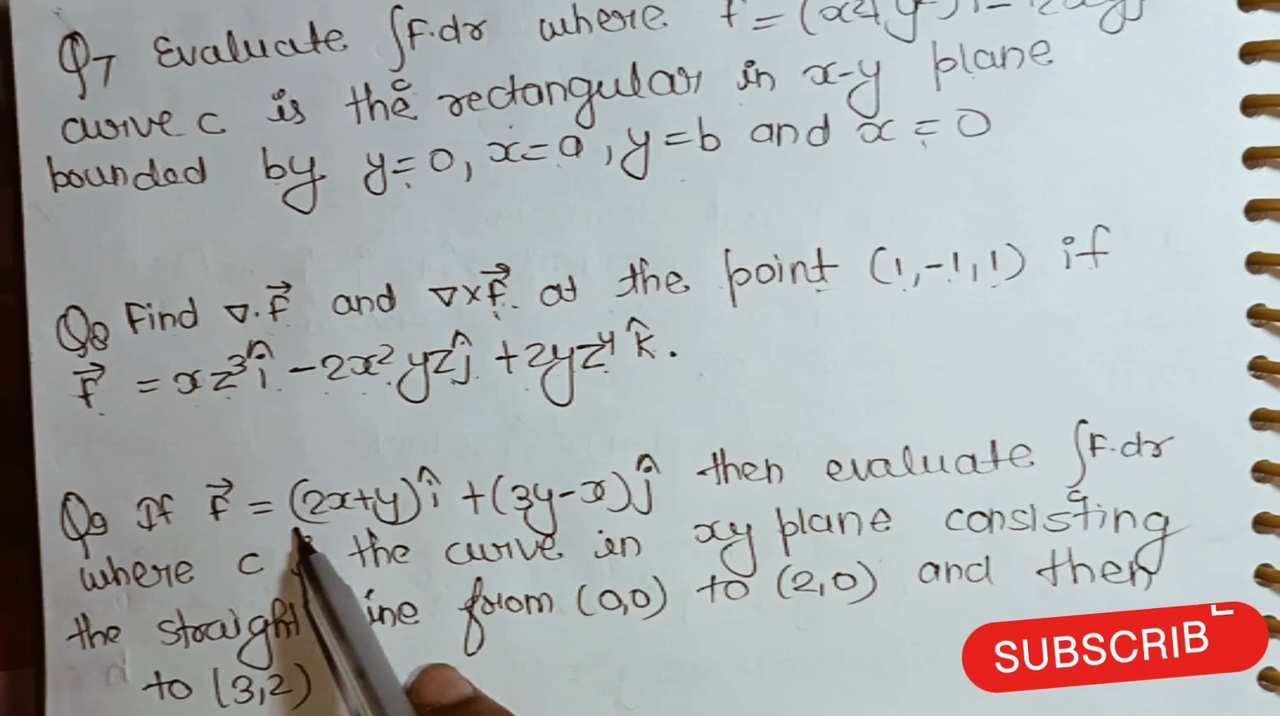 Q7 Evaluate ∫F.dr where
curve c is the rectangular in x-y plane
bounded by y=0, x=a, y=b and x=0
Q8 Find ∇.F⃗ and ∇×F⃗ at the point (1,-1,1) if
F⃗ = xz³î - 2x²yzĵ + 2yz⁴k̂.
Q9 If F⃗ = (2x+y)î + (3y-x)ĵ then evaluate ∫F.dr
where c the curve in xy plane consisting
the straight ine from (0,0) to (2,0) and then
to (3,2)
SUBSCRIB